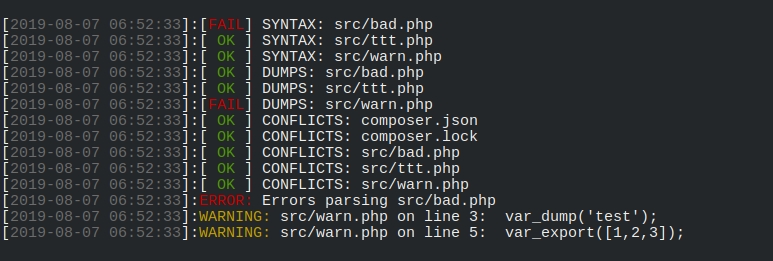 [2019-08-07 06:52:33]:[FAIL] SYNTAX: src/bad.php
[2019-08-07 06:52:33]:[ OK ] SYNTAX: src/ttt.php
[2019-08-07 06:52:33]:[ OK ] SYNTAX: src/warn.php
[2019-08-07 06:52:33]:[ OK ] DUMPS: src/bad.php
[2019-08-07 06:52:33]:[ OK ] DUMPS: src/ttt.php
[2019-08-07 06:52:33]:[FAIL] DUMPS: src/warn.php
[2019-08-07 06:52:33]:[ OK ] CONFLICTS: composer.json
[2019-08-07 06:52:33]:[ OK ] CONFLICTS: composer.lock
[2019-08-07 06:52:33]:[ OK ] CONFLICTS: src/bad.php
[2019-08-07 06:52:33]:[ OK ] CONFLICTS: src/ttt.php
[2019-08-07 06:52:33]:[ OK ] CONFLICTS: src/warn.php
[2019-08-07 06:52:33]:ERROR: Errors parsing src/bad.php
[2019-08-07 06:52:33]:WARNING: src/warn.php on line 3:  var_dump('test');
[2019-08-07 06:52:33]:WARNING: src/warn.php on line 5:  var_export([1,2,3]);